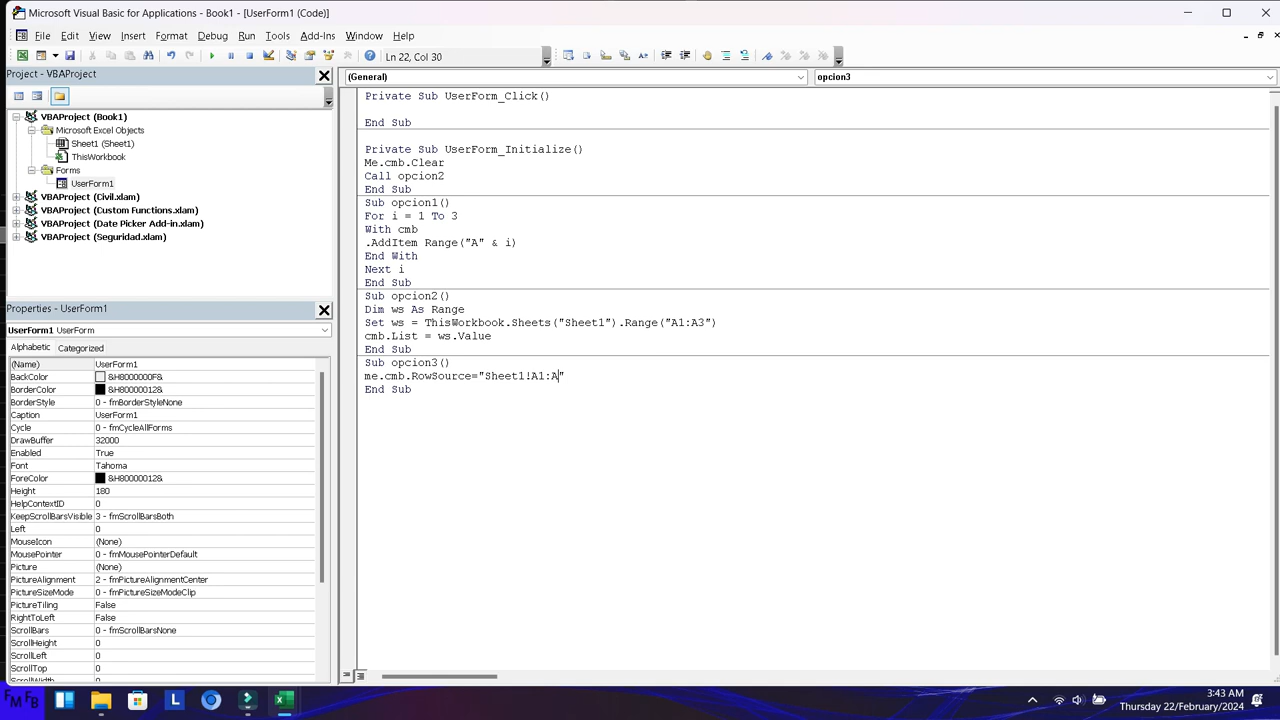 Microsoft Visual Basic for Applications - Book1 - [UserForm1 (Code)]
File Edit View Insert Format Debug Run Tools Add-Ins Window Help
Ln 22, Col 30
Project - VBAProject
(General)
opcion3
VBAProject (Book1)
Microsoft Excel Objects
Sheet1 (Sheet1)
ThisWorkbook
Forms
UserForm1
VBAProject (Civil.xlam)
VBAProject (Custom Functions.xlam)
VBAProject (Date Picker Add-in.xlam)
VBAProject (Seguridad.xlam)
Private Sub UserForm_Click()
End Sub
Private Sub UserForm_Initialize()
Me.cmb.Clear
Call opcion2
End Sub
Sub opcion1()
For i = 1 To 3
With cmb
.AddItem Range("A" & i)
End With
Next i
End Sub
Sub opcion2()
Dim ws As Range
Set ws = ThisWorkbook.Sheets("Sheet1").Range("A1:A3")
cmb.List = ws.Value
End Sub
Sub opcion3()
me.cmb.RowSource="Sheet1!A1:A"
End Sub
Properties - UserForm1
UserForm1 UserForm
Alphabetic Categorized
(Name) UserForm1
BackColor &H8000000F&
BorderColor &H80000012&
BorderStyle 0 - fmBorderStyleNone
Caption UserForm1
Cycle 0 - fmCycleAllForms
DrawBuffer 32000
Enabled True
Font Tahoma
ForeColor &H80000012&
Height 180
HelpContextID 0
KeepScrollBarsVisible 3 - fmScrollBarsBoth
Left 0
MouseIcon (None)
MousePointer 0 - fmMousePointerDefault
Picture (None)
PictureAlignment 2 - fmPictureAlignmentCenter
PictureSizeMode 0 - fmPictureSizeModeClip
PictureTiling False
RightToLeft False
ScrollBars 0 - fmScrollBarsNone
ScrollHeight 0
ScrollLeft 0
ScrollTop 0
ScrollWidth 0
3:43 AM
Thursday 22/February/2024